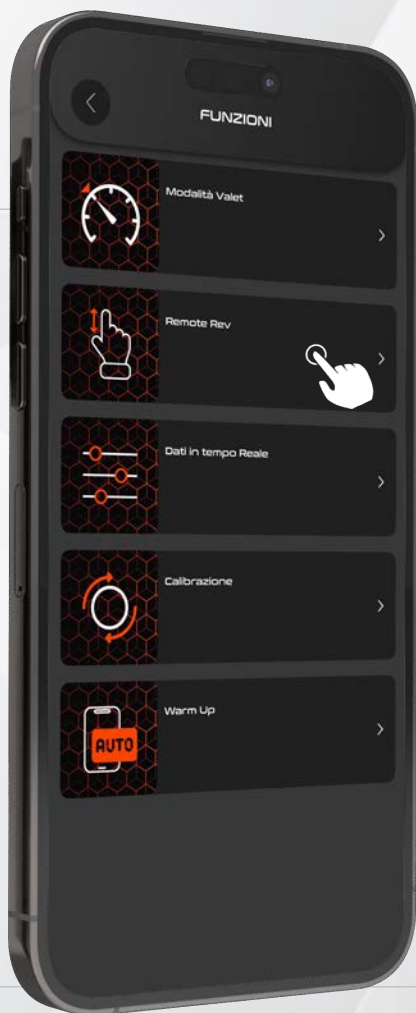 FUNZIONI
Modalità Valet
Remote Rev
Dati in tempo Reale
Calibrazione
Warm Up
AUTO